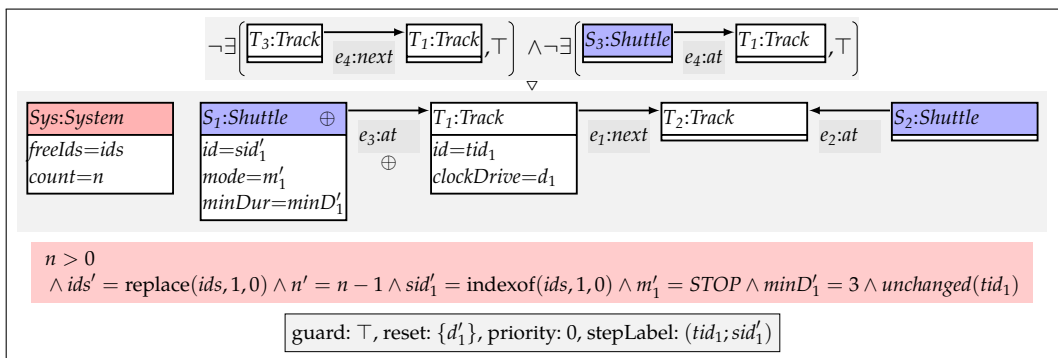 ¬∃ ( T₃:Track e₄:next T₁:Track , ⊤ ) ∧¬∃ ( S₃:Shuttle e₄:at T₁:Track , ⊤ )
▽
Sys:System
freeIds=ids
count=n
S₁:Shuttle ⊕
id=sid′₁
mode=m′₁
minDur=minD′₁
e₃:at
⊕
T₁:Track
id=tid₁
clockDrive=d₁
e₁:next
T₂:Track
e₂:at
S₂:Shuttle
n > 0
∧ ids′ = replace(ids, 1, 0) ∧ n′ = n − 1 ∧ sid′₁ = indexof(ids, 1, 0) ∧ m′₁ = STOP ∧ minD′₁ = 3 ∧ unchanged(tid₁)
guard: ⊤, reset: {d′₁}, priority: 0, stepLabel: (tid₁; sid′₁)